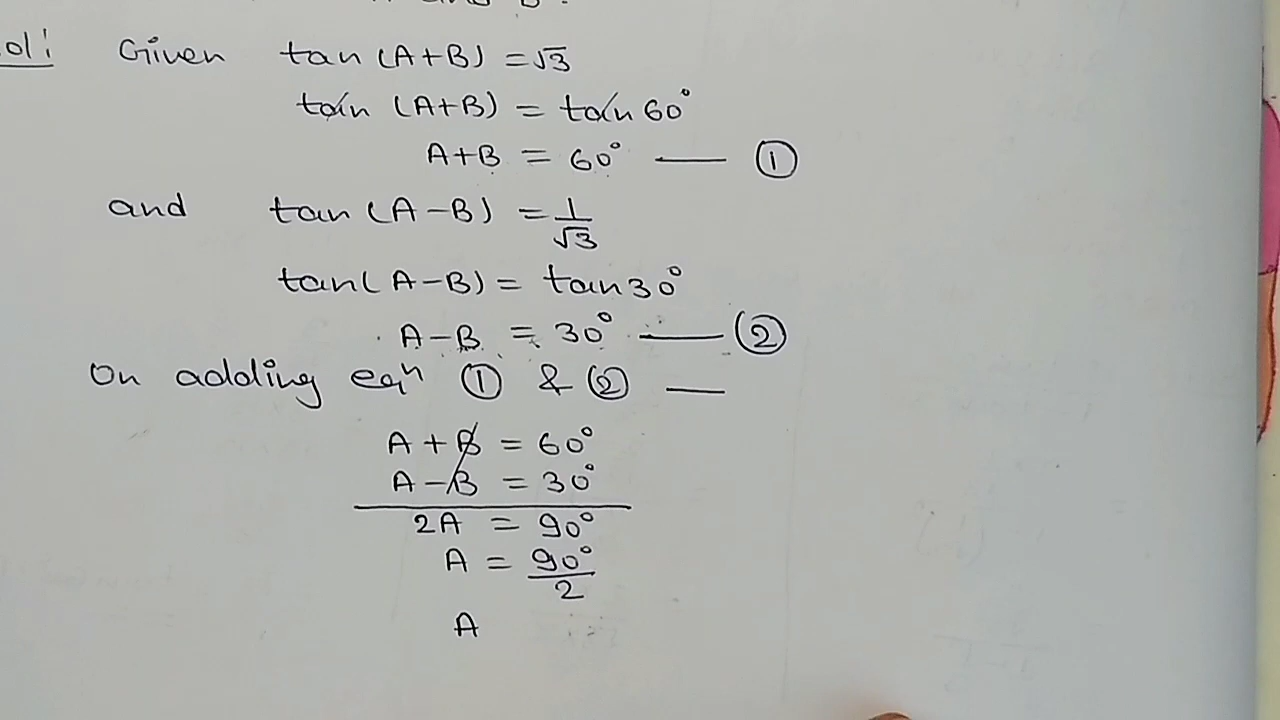 ol:  Given  tan (A+B) = √3
tan (A+B) = tan 60°
A+B = 60° —— ①
and  tan (A-B) = 1/√3
tan (A-B) = tan 30°
A-B = 30° —— ②
On adding eqⁿ ① & ② —
A + B = 60°
A - B = 30°
2A = 90°
A = 90°/2
A